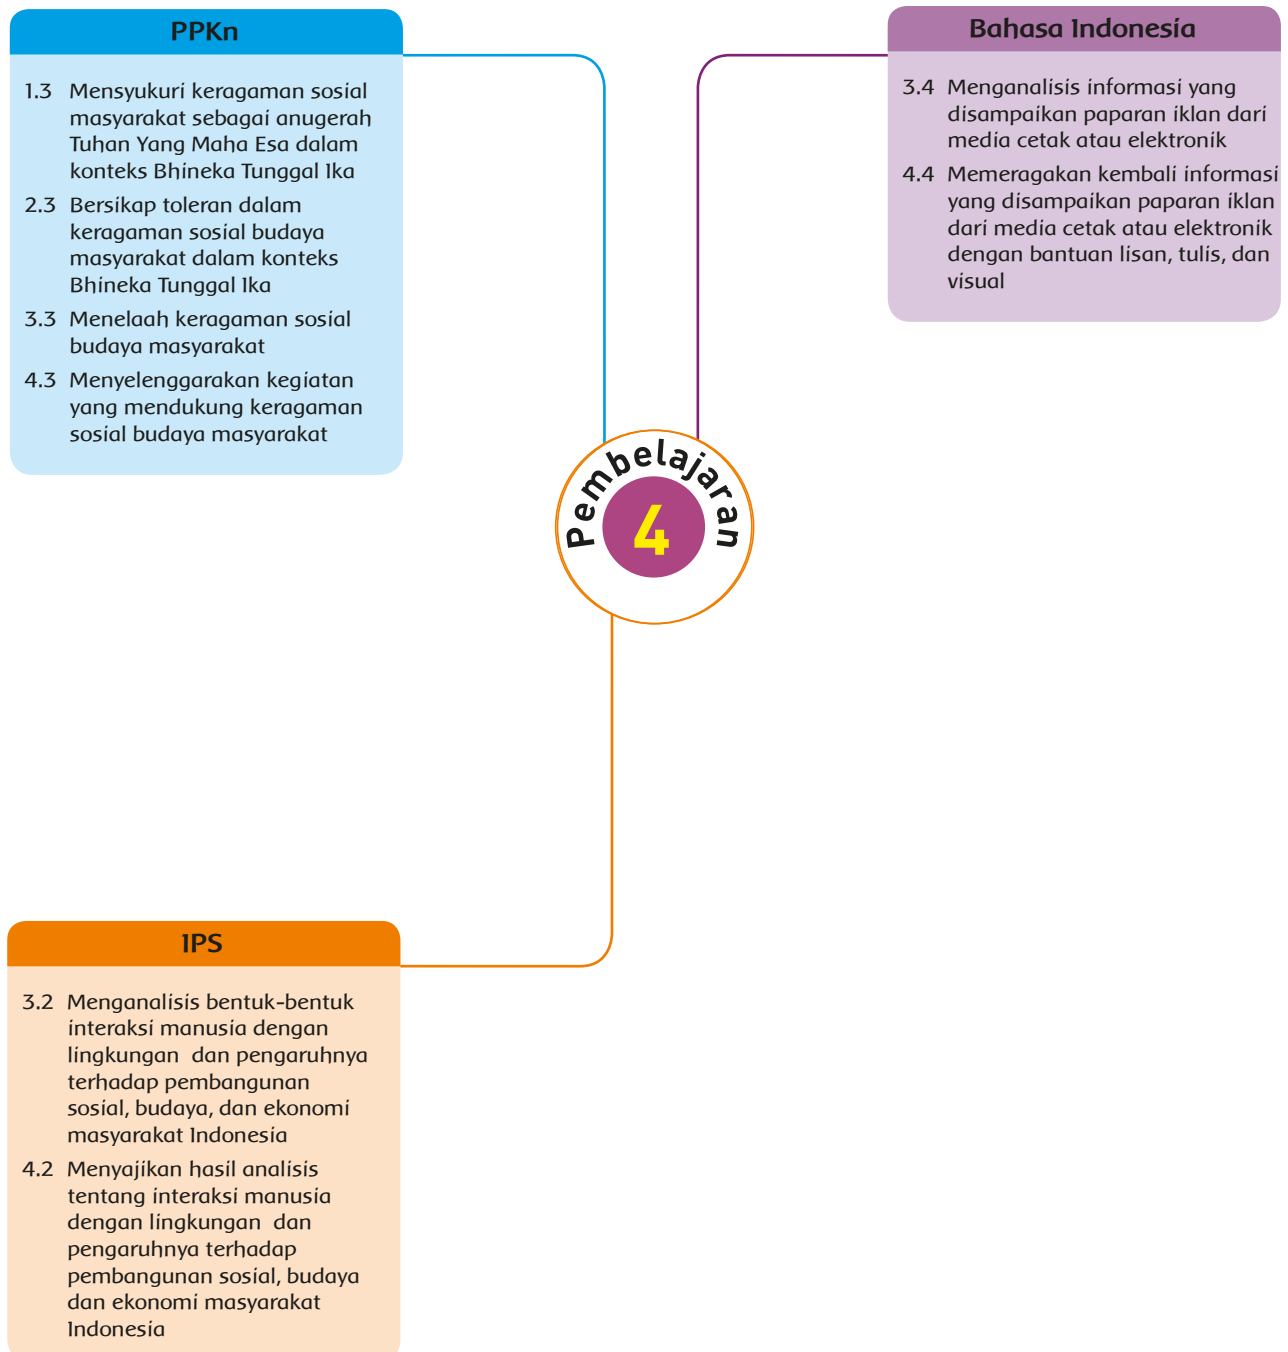 PPKn
1.3 Mensyukuri keragaman sosial
masyarakat sebagai anugerah
Tuhan Yang Maha Esa dalam
konteks Bhineka Tunggal Ika
2.3 Bersikap toleran dalam
keragaman sosial budaya
masyarakat dalam konteks
Bhineka Tunggal Ika
3.3 Menelaah keragaman sosial
budaya masyarakat
4.3 Menyelenggarakan kegiatan
yang mendukung keragaman
sosial budaya masyarakat
Bahasa Indonesia
3.4 Menganalisis informasi yang
disampaikan paparan iklan dari
media cetak atau elektronik
4.4 Memeragakan kembali informasi
yang disampaikan paparan iklan
dari media cetak atau elektronik
dengan bantuan lisan, tulis, dan
visual
Pembelajaran
4
IPS
3.2 Menganalisis bentuk-bentuk
interaksi manusia dengan
lingkungan dan pengaruhnya
terhadap pembangunan
sosial, budaya, dan ekonomi
masyarakat Indonesia
4.2 Menyajikan hasil analisis
tentang interaksi manusia
dengan lingkungan dan
pengaruhnya terhadap
pembangunan sosial, budaya
dan ekonomi masyarakat
Indonesia